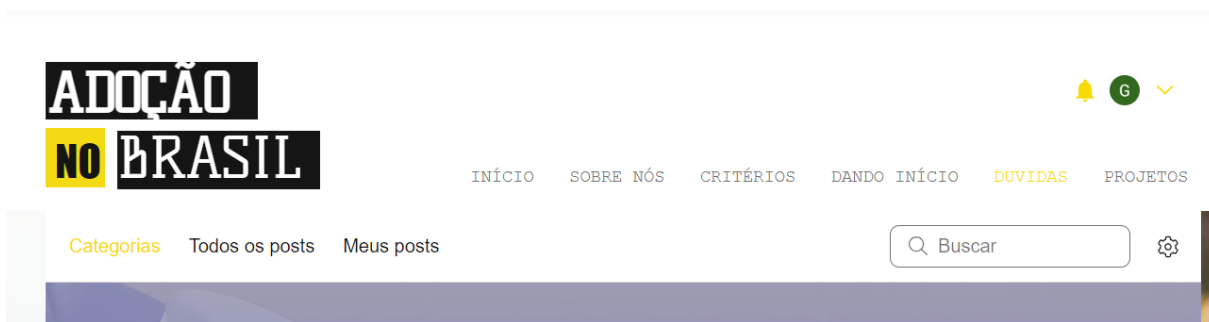 ADOÇÃO
NO BRASIL
G
INÍCIO SOBRE NÓS CRITÉRIOS DANDO INÍCIO DUVIDAS PROJETOS
Categorias Todos os posts Meus posts Buscar